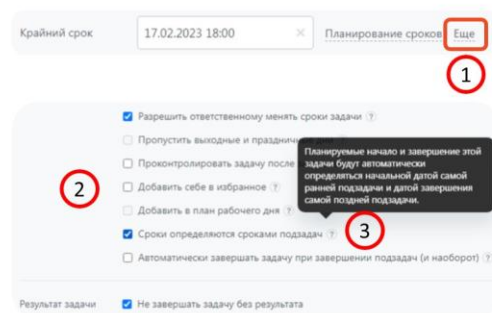 Крайний срок 17.02.2023 18:00 × Планирование сроков Еще
1
Разрешить ответственному менять сроки задачи ?
Пропустить выходные и праздничные дни ?
Проконтролировать задачу после
Планируемые начало и завершение этой
задачи будут автоматически
определяться начальной датой самой
ранней подзадачи и датой завершения
самой поздней подзадачи.
2
Добавить себе в избранное ?
Добавить в план рабочего дня ?
Сроки определяются сроками подзадач ?
3
Автоматически завершать задачу при завершении подзадач (и наоборот) ?
Результат задачи Не завершать задачу без результата